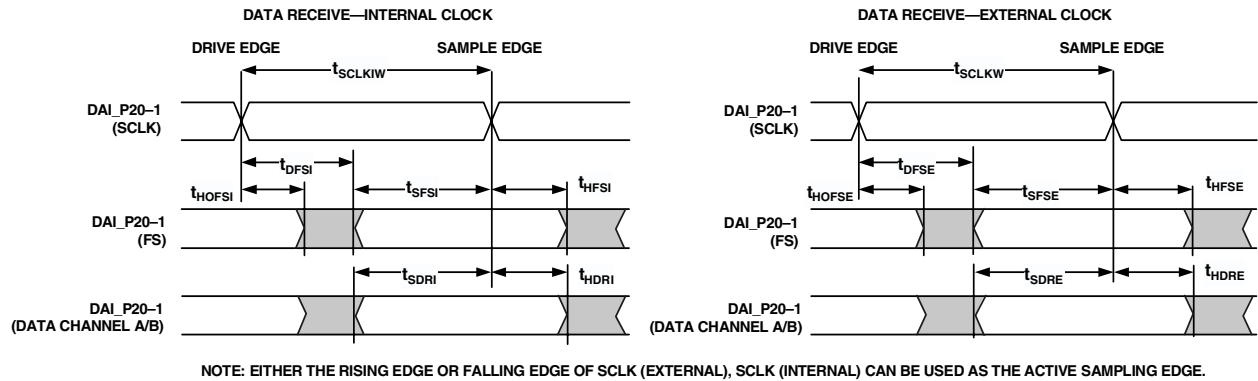 DATA RECEIVE—INTERNAL CLOCK
DRIVE EDGE
SAMPLE EDGE
tSCLKIW
DAI_P20–1
(SCLK)
tDFSI
tHOFSI
tSFSI
tHFSI
DAI_P20–1
(FS)
tSDRI
tHDRI
DAI_P20–1
(DATA CHANNEL A/B)
DATA RECEIVE—EXTERNAL CLOCK
DRIVE EDGE
SAMPLE EDGE
tSCLKW
DAI_P20–1
(SCLK)
tDFSE
tHOFSE
tSFSE
tHFSE
DAI_P20–1
(FS)
tSDRE
tHDRE
DAI_P20–1
(DATA CHANNEL A/B)
NOTE: EITHER THE RISING EDGE OR FALLING EDGE OF SCLK (EXTERNAL), SCLK (INTERNAL) CAN BE USED AS THE ACTIVE SAMPLING EDGE.